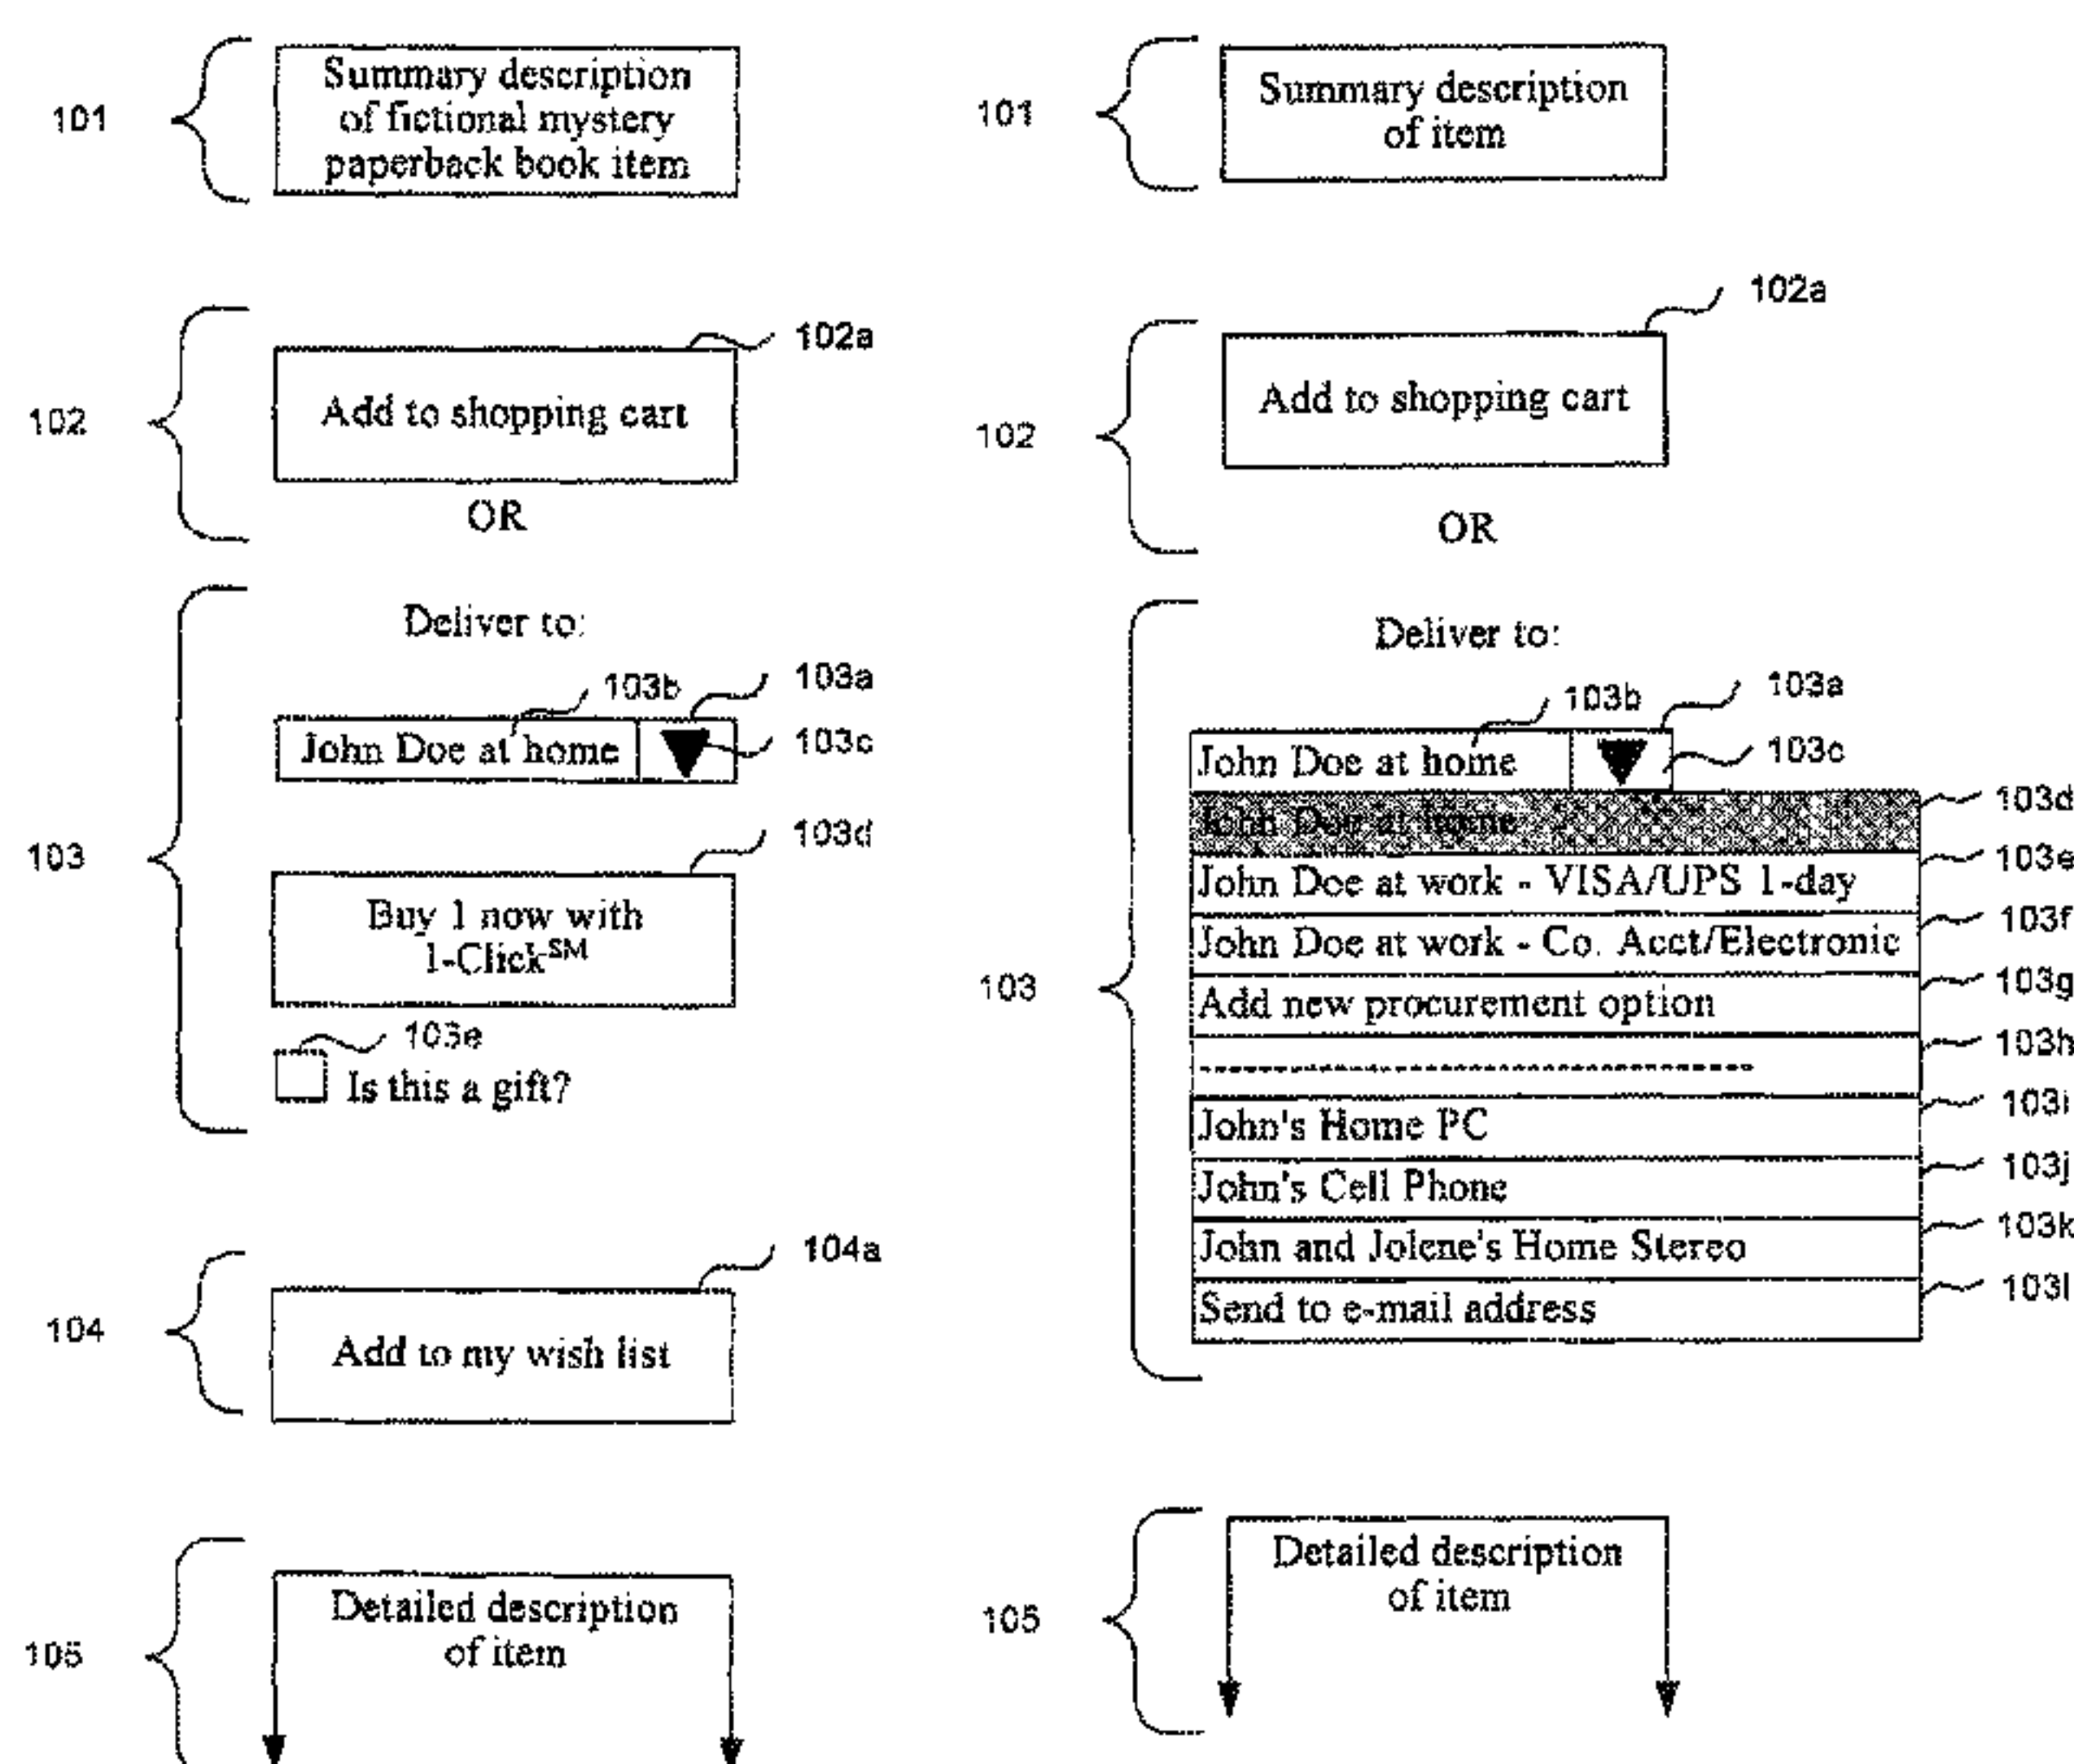 101
Summary description
of fictional mystery
paperback book item
102
102a
Add to shopping cart
OR
103
Deliver to:
103b
103a
John Doe at home
103c
103d
Buy 1 now with
1-Click℠
103e
Is this a gift?
104
104a
Add to my wish list
105
Detailed description
of item
101
Summary description
of item
102
102a
Add to shopping cart
OR
103
Deliver to:
103b
103a
John Doe at home
103c
John Doe at home
103d
John Doe at work - VISA/UPS 1-day
103e
John Doe at work - Co. Acct/Electronic
103f
Add new procurement option
103g
--------------------------------------
103h
John's Home PC
103i
John's Cell Phone
103j
John and Jolene's Home Stereo
103k
Send to e-mail address
103l
105
Detailed description
of item